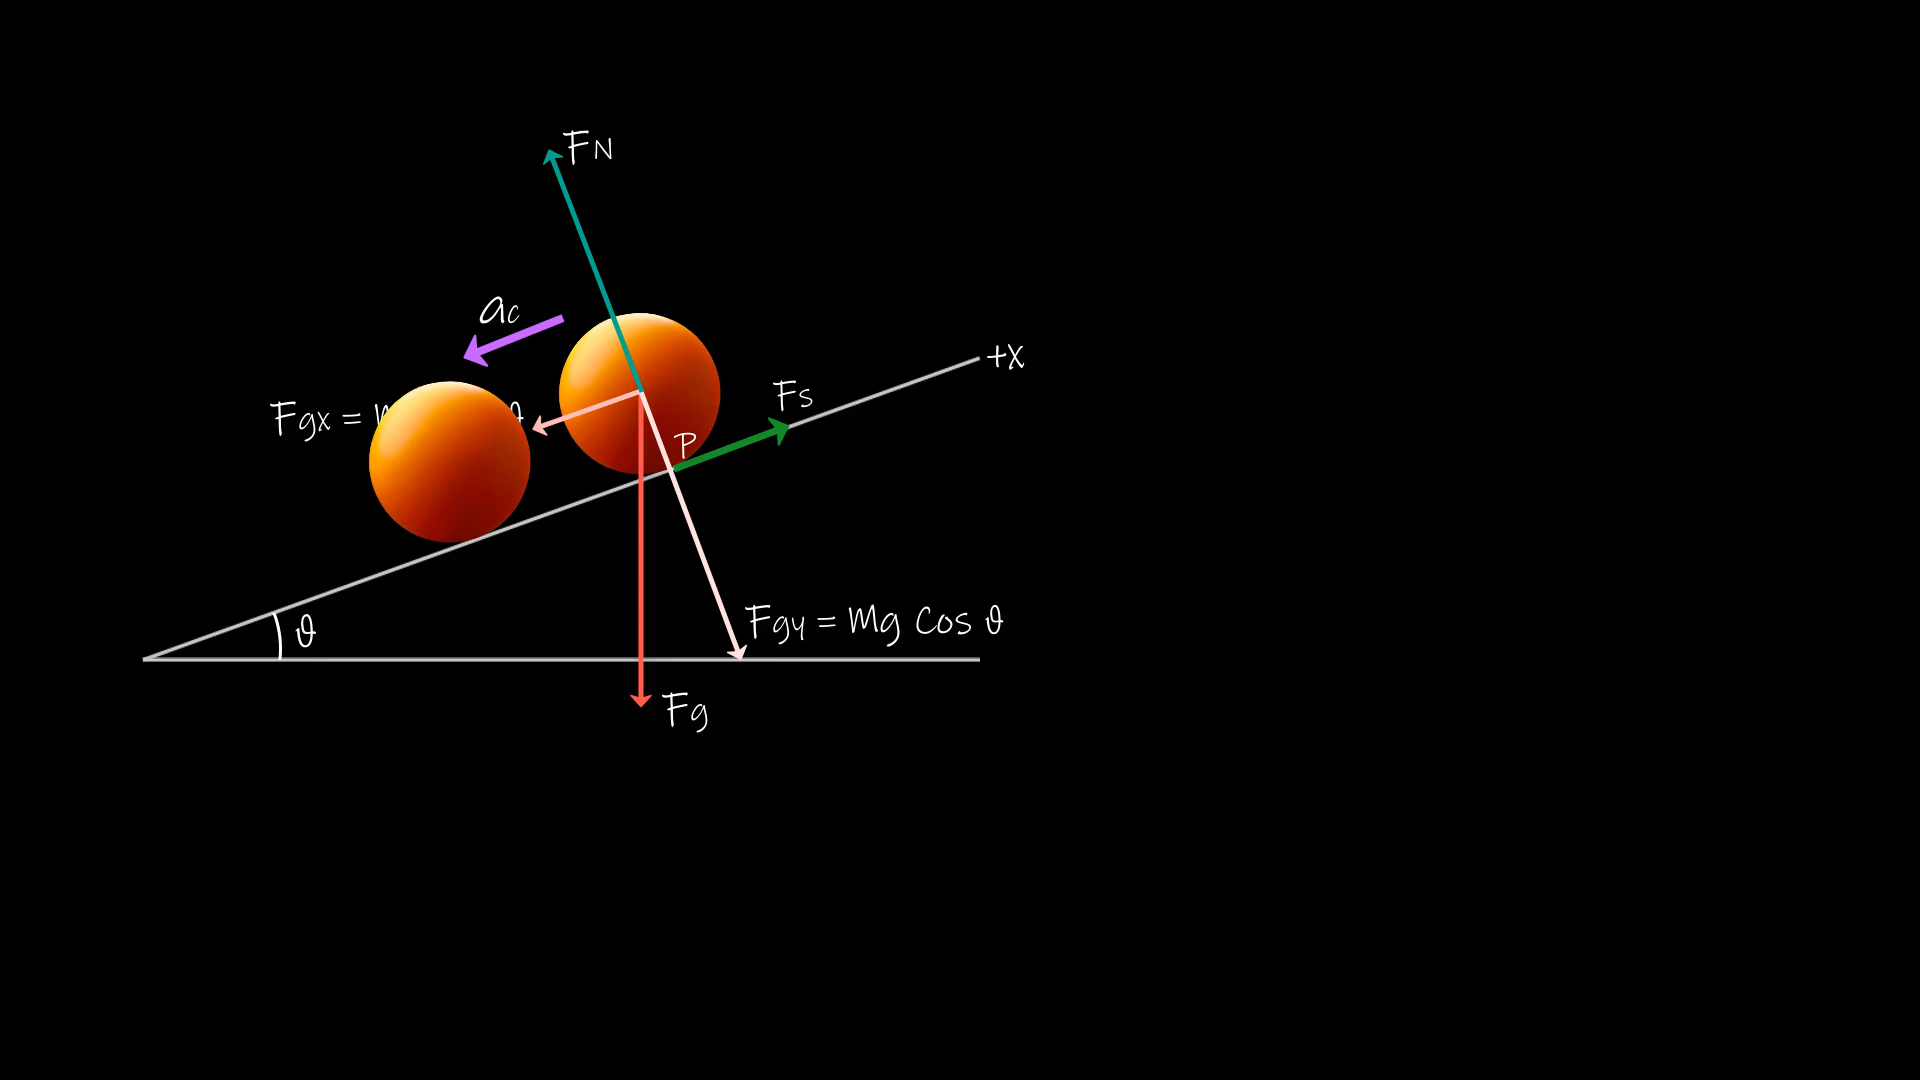 FN
ac
+x
Fs
Fgx =
P
θ
Fgy = Mg Cos θ
Fg